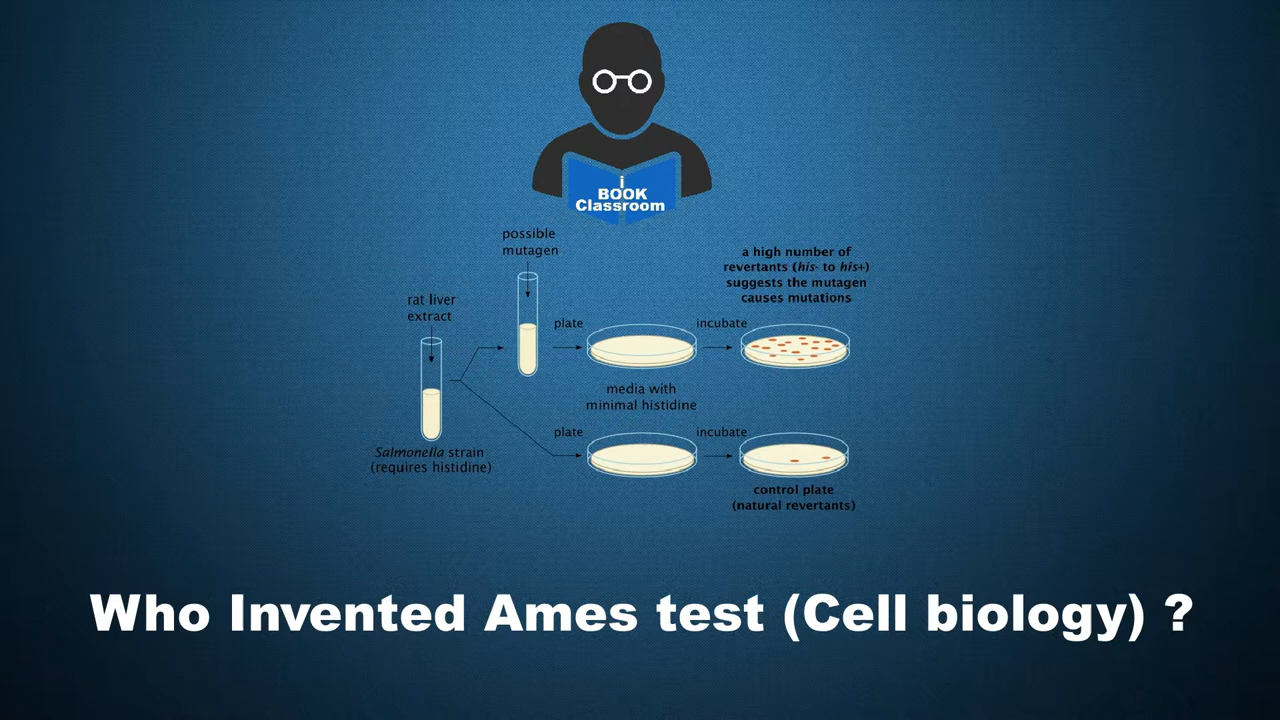 i
BOOK
Classroom
possible
mutagen
a high number of
revertants (his- to his+)
suggests the mutagen
causes mutations
rat liver
extract
plate
incubate
media with
minimal histidine
plate
incubate
Salmonella strain
(requires histidine)
control plate
(natural revertants)
Who Invented Ames test (Cell biology) ?